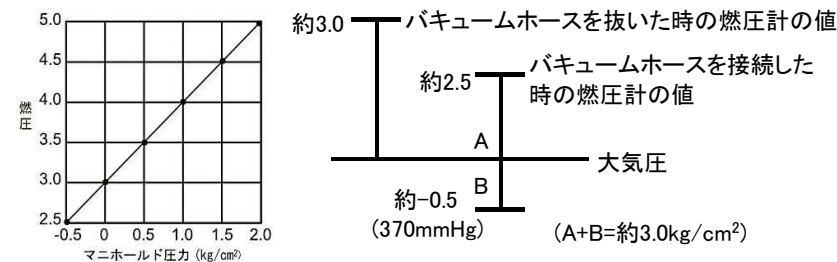 5.0
4.5
4.0
3.5
3.0
2.5
燃圧
-0.5 0 0.5 1.0 1.5 2.0
マニホールド圧力 (kg/cm²)
約3.0 バキュームホースを抜いた時の燃圧計の値
約2.5 バキュームホースを接続した
時の燃圧計の値
A
大気圧
B
約-0.5
(370mmHg) (A+B=約3.0kg/cm²)